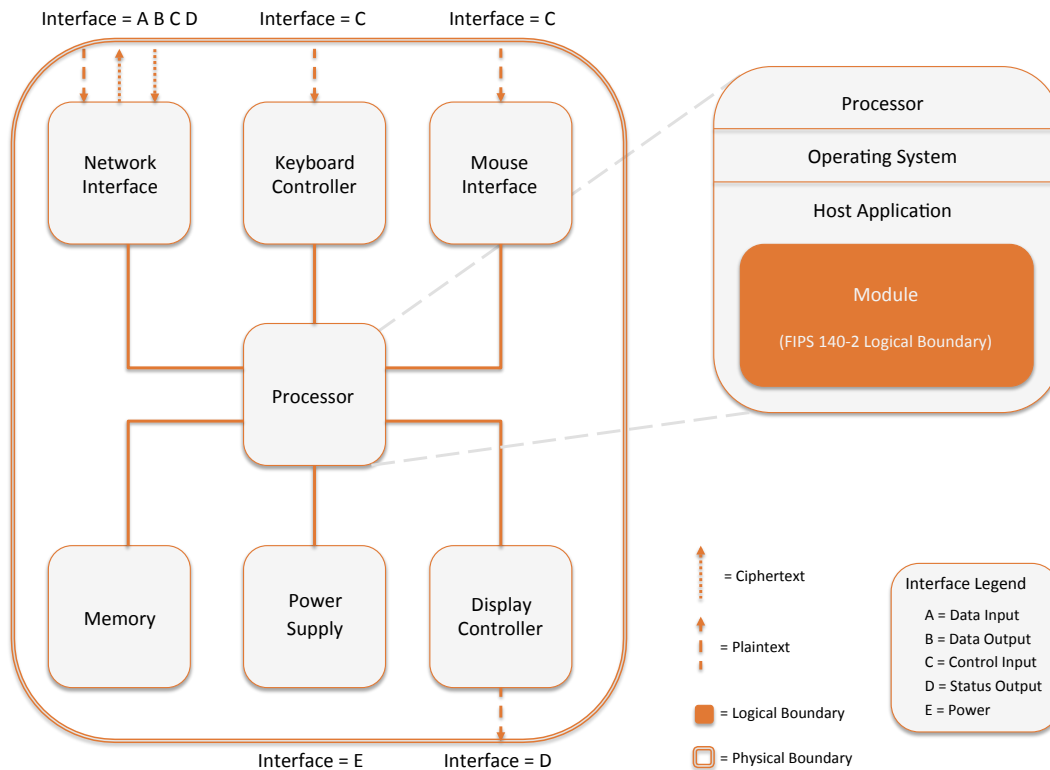 Interface = A B C D
Interface = C
Interface = C
Network
Interface
Keyboard
Controller
Mouse
Interface
Processor
Memory
Power
Supply
Display
Controller
Interface = E
Interface = D
Processor
Operating System
Host Application
Module
(FIPS 140-2 Logical Boundary)
= Ciphertext
= Plaintext
= Logical Boundary
= Physical Boundary
Interface Legend
A = Data Input
B = Data Output
C = Control Input
D = Status Output
E = Power